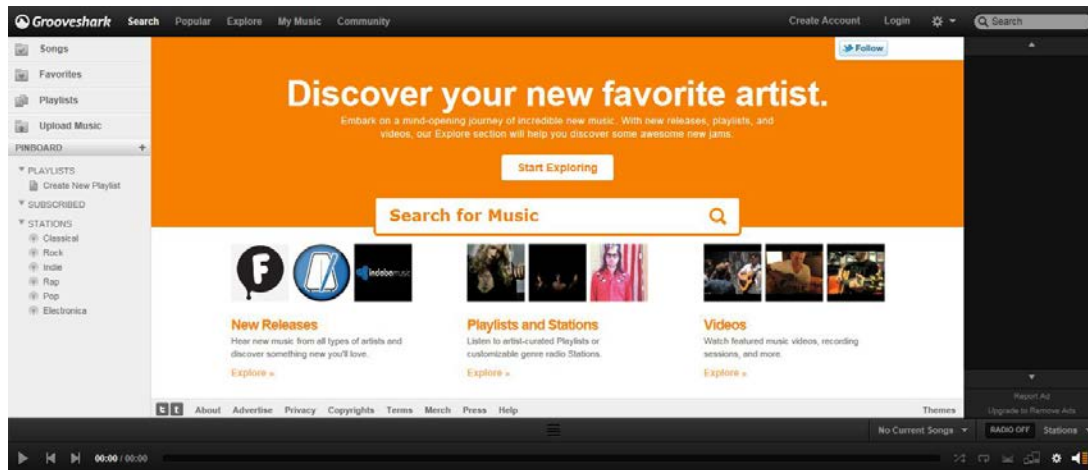 Grooveshark Search Popular Explore My Music Community Create Account Login Search
Songs
Favorites
Playlists
Upload Music
PINBOARD +
PLAYLISTS
Create New Playlist
SUBSCRIBED
STATIONS
Classical
Rock
Indie
Rap
Pop
Electronica
Follow
Discover your new favorite artist.
Embark on a mind-opening journey of incredible new music. With new releases, playlists, and
videos, our Explore section will help you discover some awesome new jams.
Start Exploring
Search for Music
F
indabamusic
New Releases
Hear new music from all types of artists and
discover something new you'll love.
Explore »
Playlists and Stations
Listen to artist-curated Playlists or
customizable genre radio Stations.
Explore »
Videos
Watch featured music videos, recording
sessions, and more.
Explore »
t t About Advertise Privacy Copyrights Terms Merch Press Help Themes
Report Ad
Upgrade to Remove Ads
No Current Songs RADIO OFF Stations
00:00 / 00:00